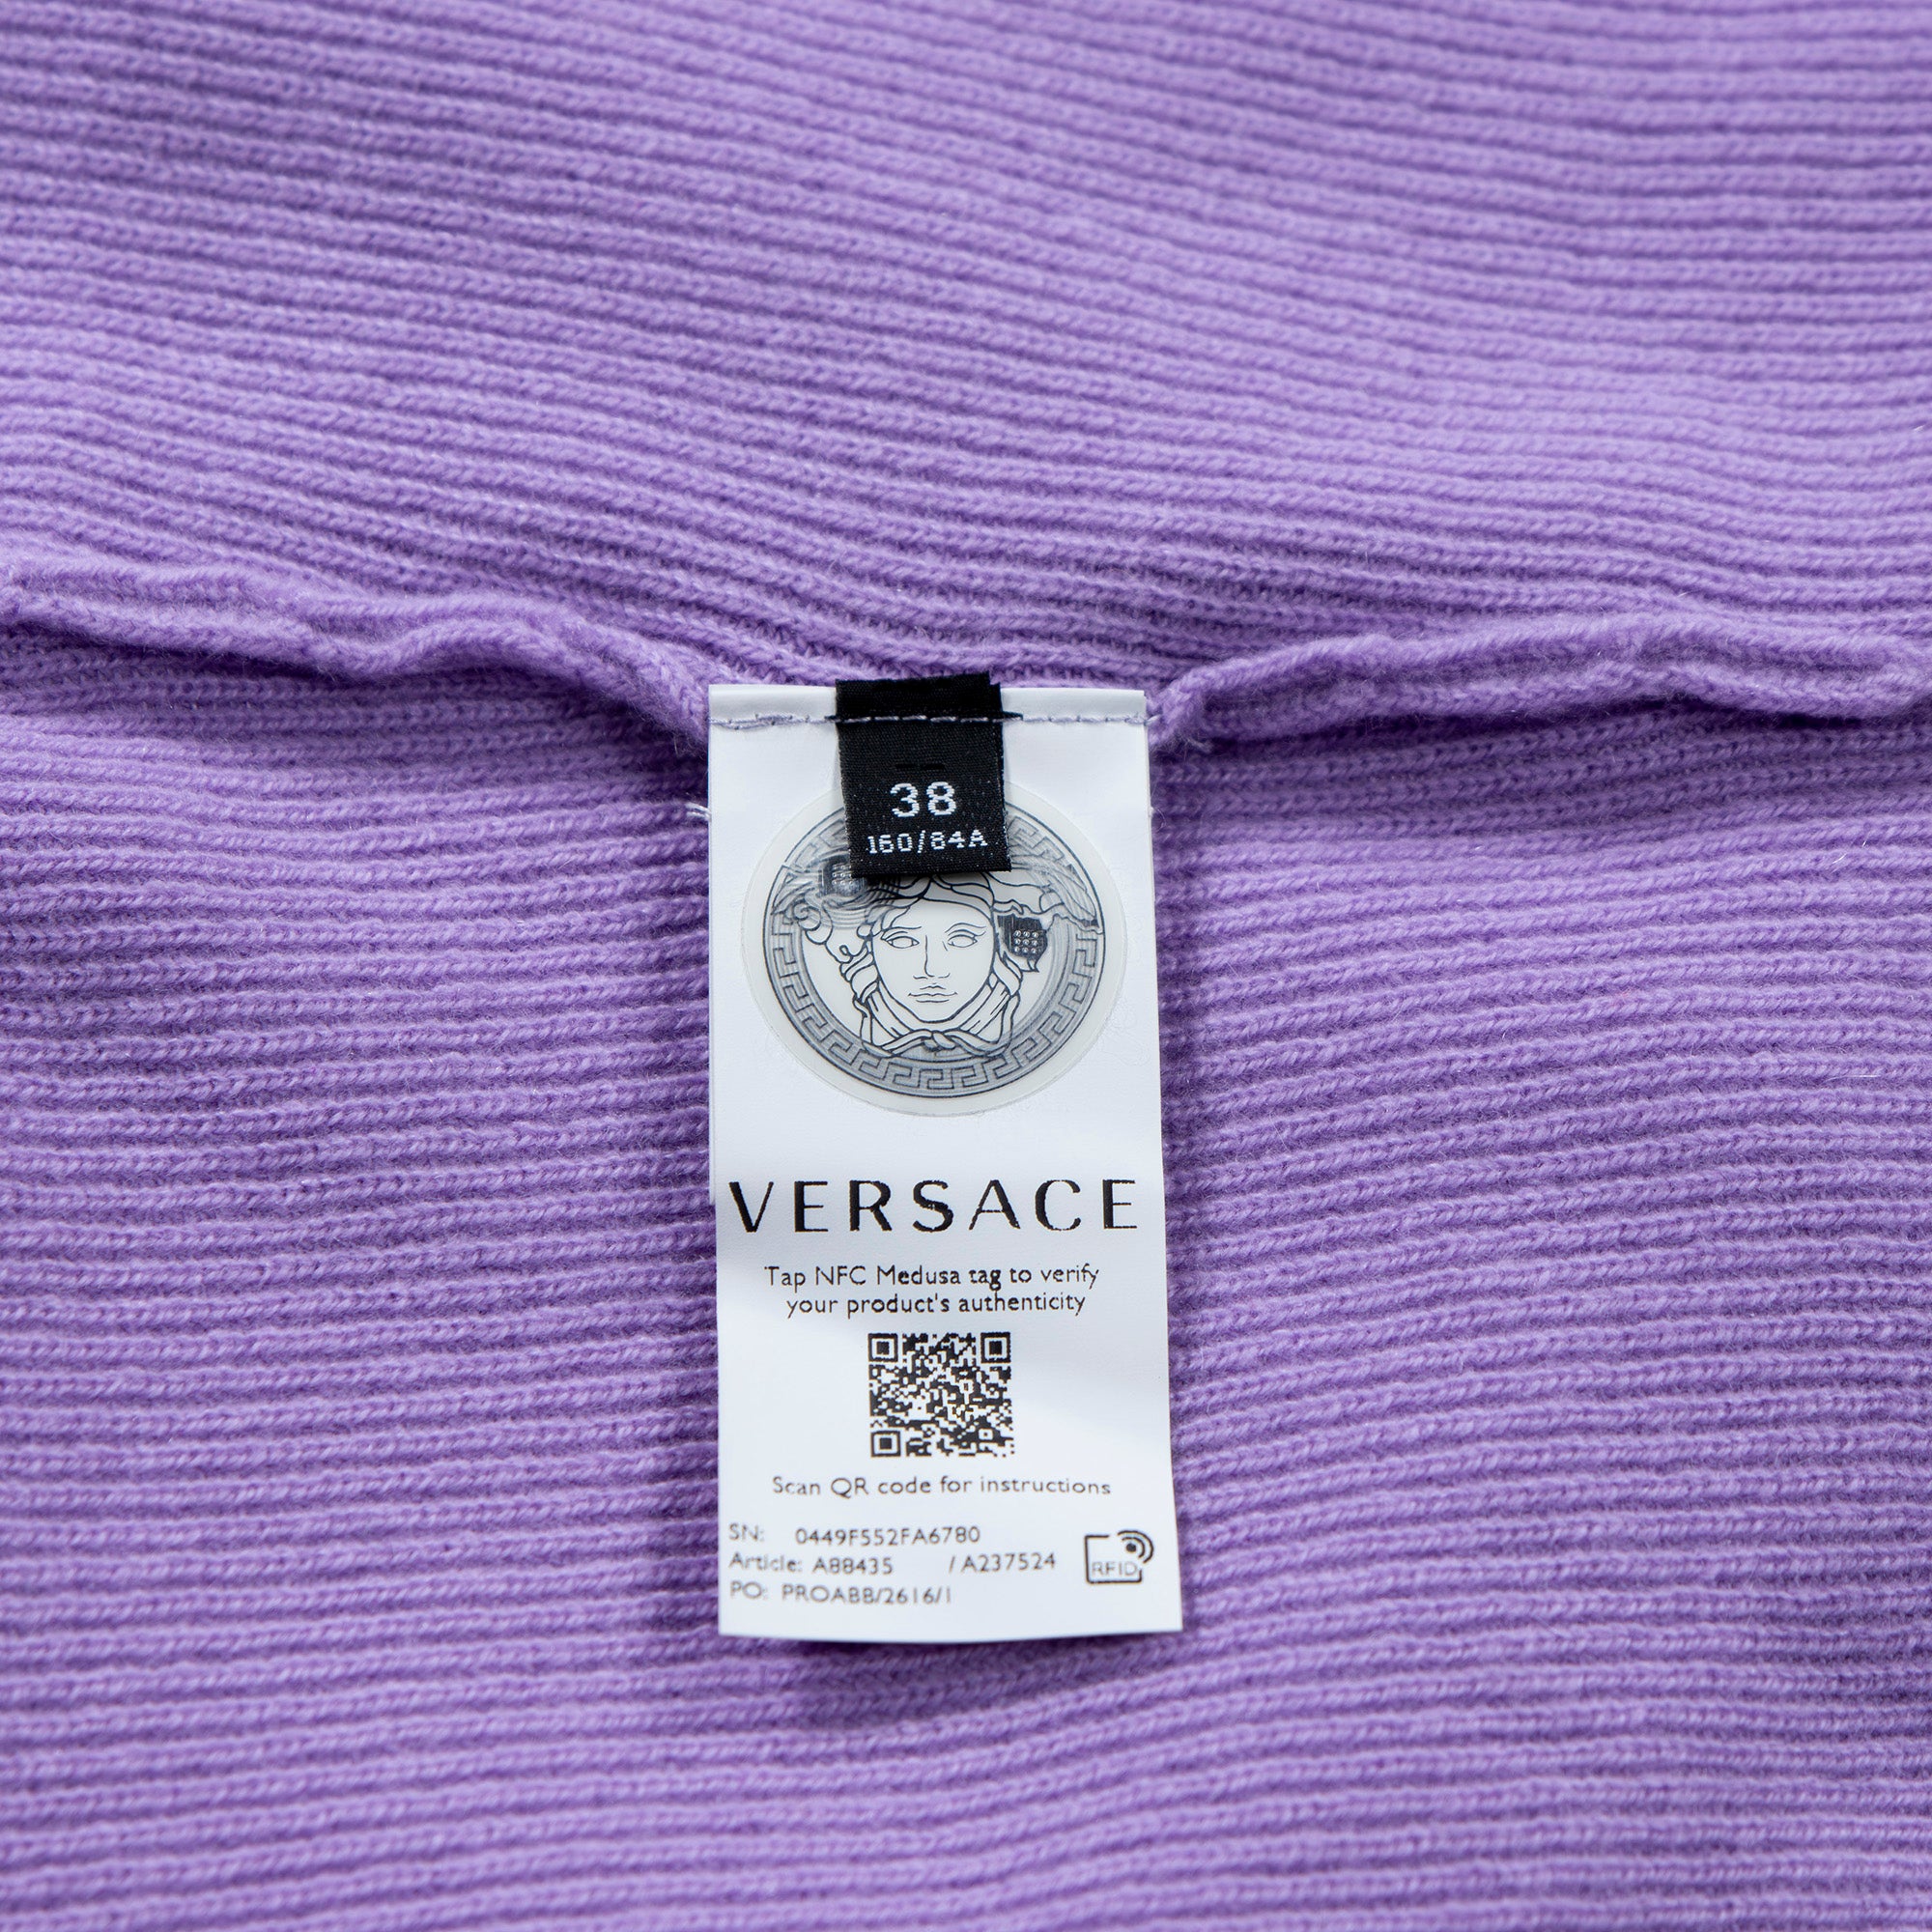 38
160/84A
VERSACE
Tap NFC Medusa tag to verify
your product's authenticity
Scan QR code for instructions
SN: 0449F552FA6780
Article: A88435 / A237524
RFID
PO: PROABB/2616/1